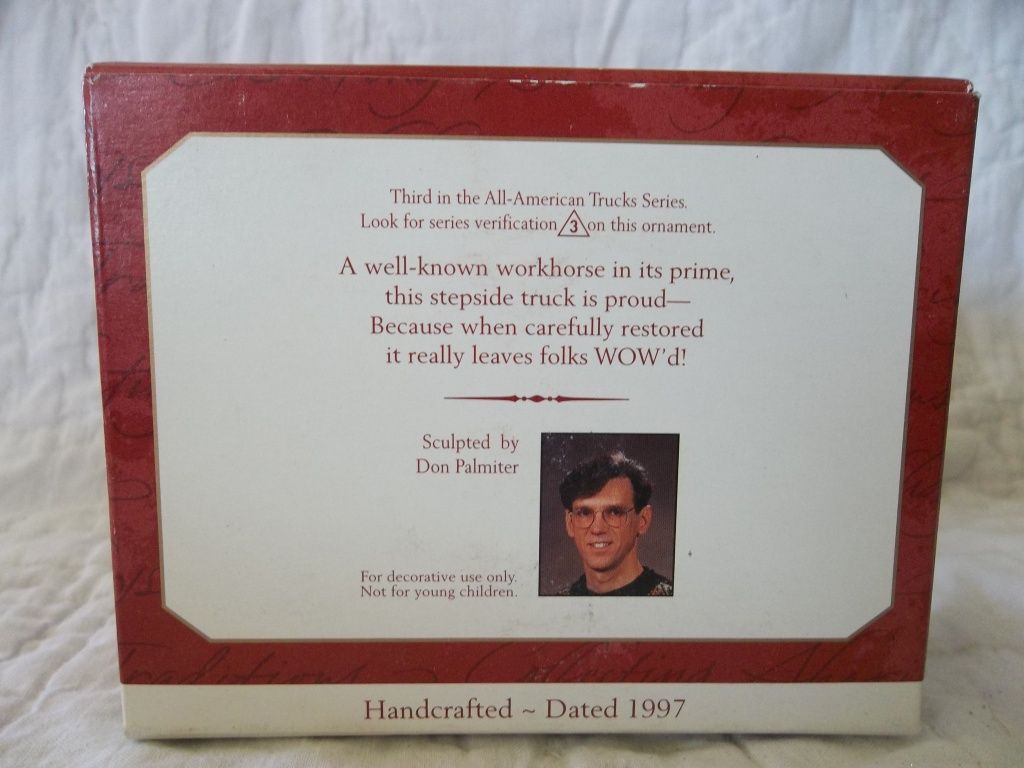 Third in the All-American Trucks Series.
Look for series verification 3 on this ornament.
A well-known workhorse in its prime,
this stepside truck is proud—
Because when carefully restored
it really leaves folks WOW'd!
Sculpted by
Don Palmiter
For decorative use only.
Not for young children.
Handcrafted ~ Dated 1997